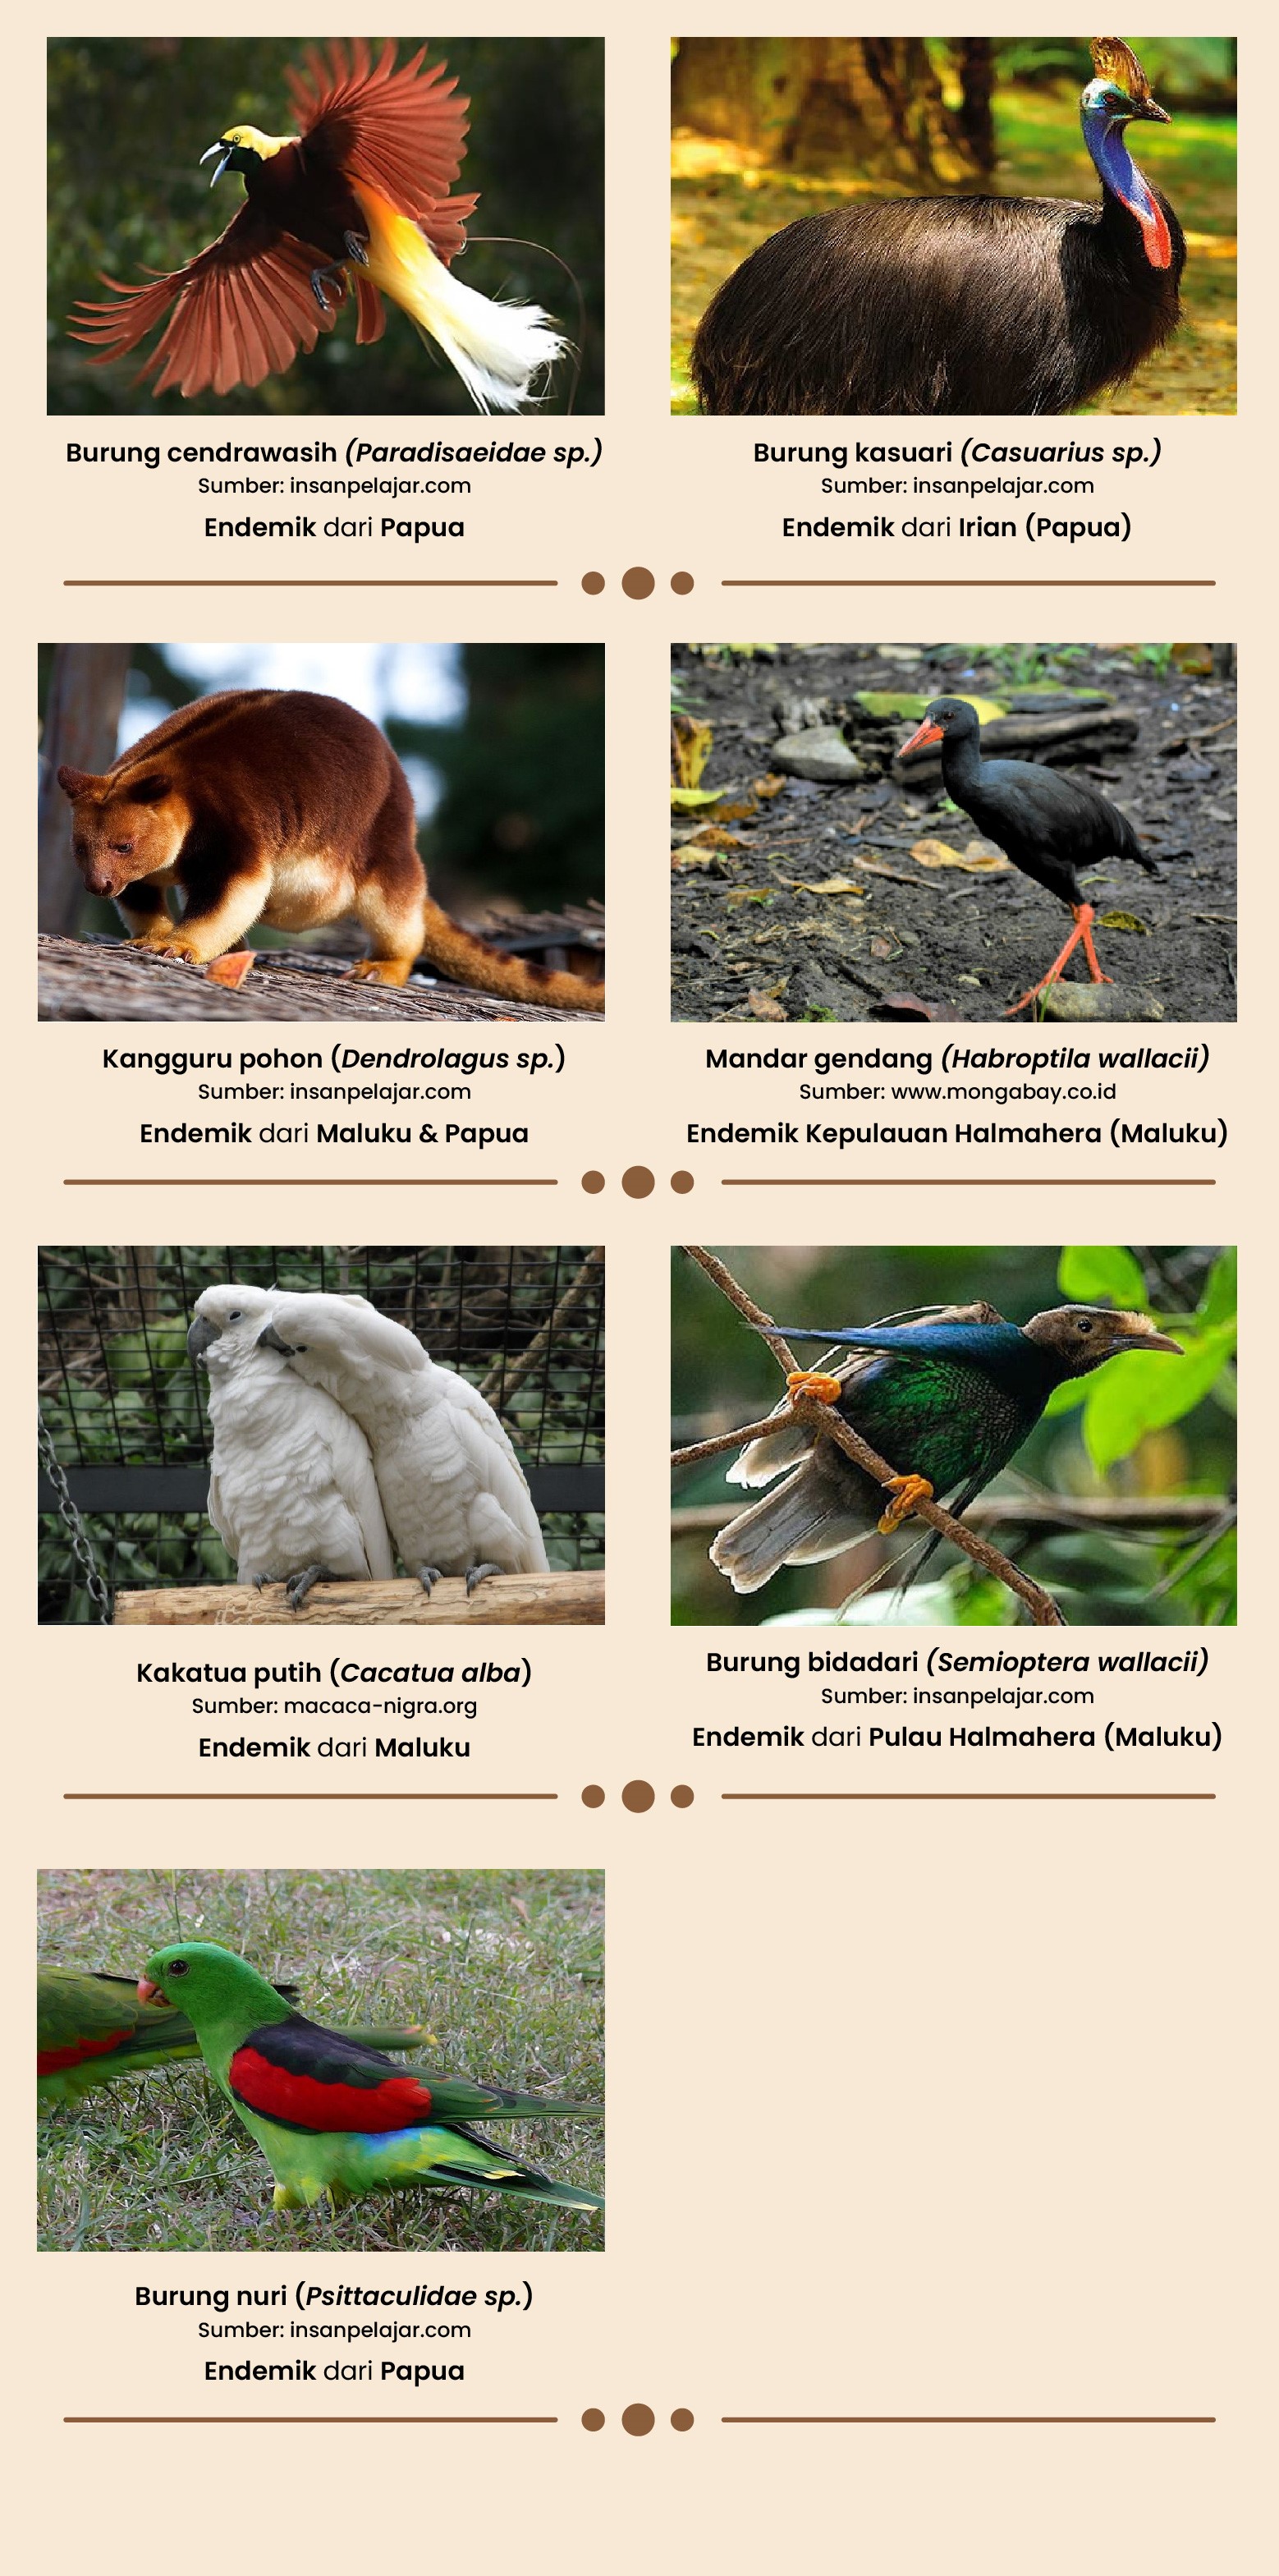 Burung cendrawasih (Paradisaeidae sp.)
Sumber: insanpelajar.com
Endemik dari Papua
Burung kasuari (Casuarius sp.)
Sumber: insanpelajar.com
Endemik dari Irian (Papua)
Kangguru pohon (Dendrolagus sp.)
Sumber: insanpelajar.com
Endemik dari Maluku & Papua
Mandar gendang (Habroptila wallacii)
Sumber: www.mongabay.co.id
Endemik Kepulauan Halmahera (Maluku)
Kakatua putih (Cacatua alba)
Sumber: macaca-nigra.org
Endemik dari Maluku
Burung bidadari (Semioptera wallacii)
Sumber: insanpelajar.com
Endemik dari Pulau Halmahera (Maluku)
Burung nuri (Psittaculidae sp.)
Sumber: insanpelajar.com
Endemik dari Papua